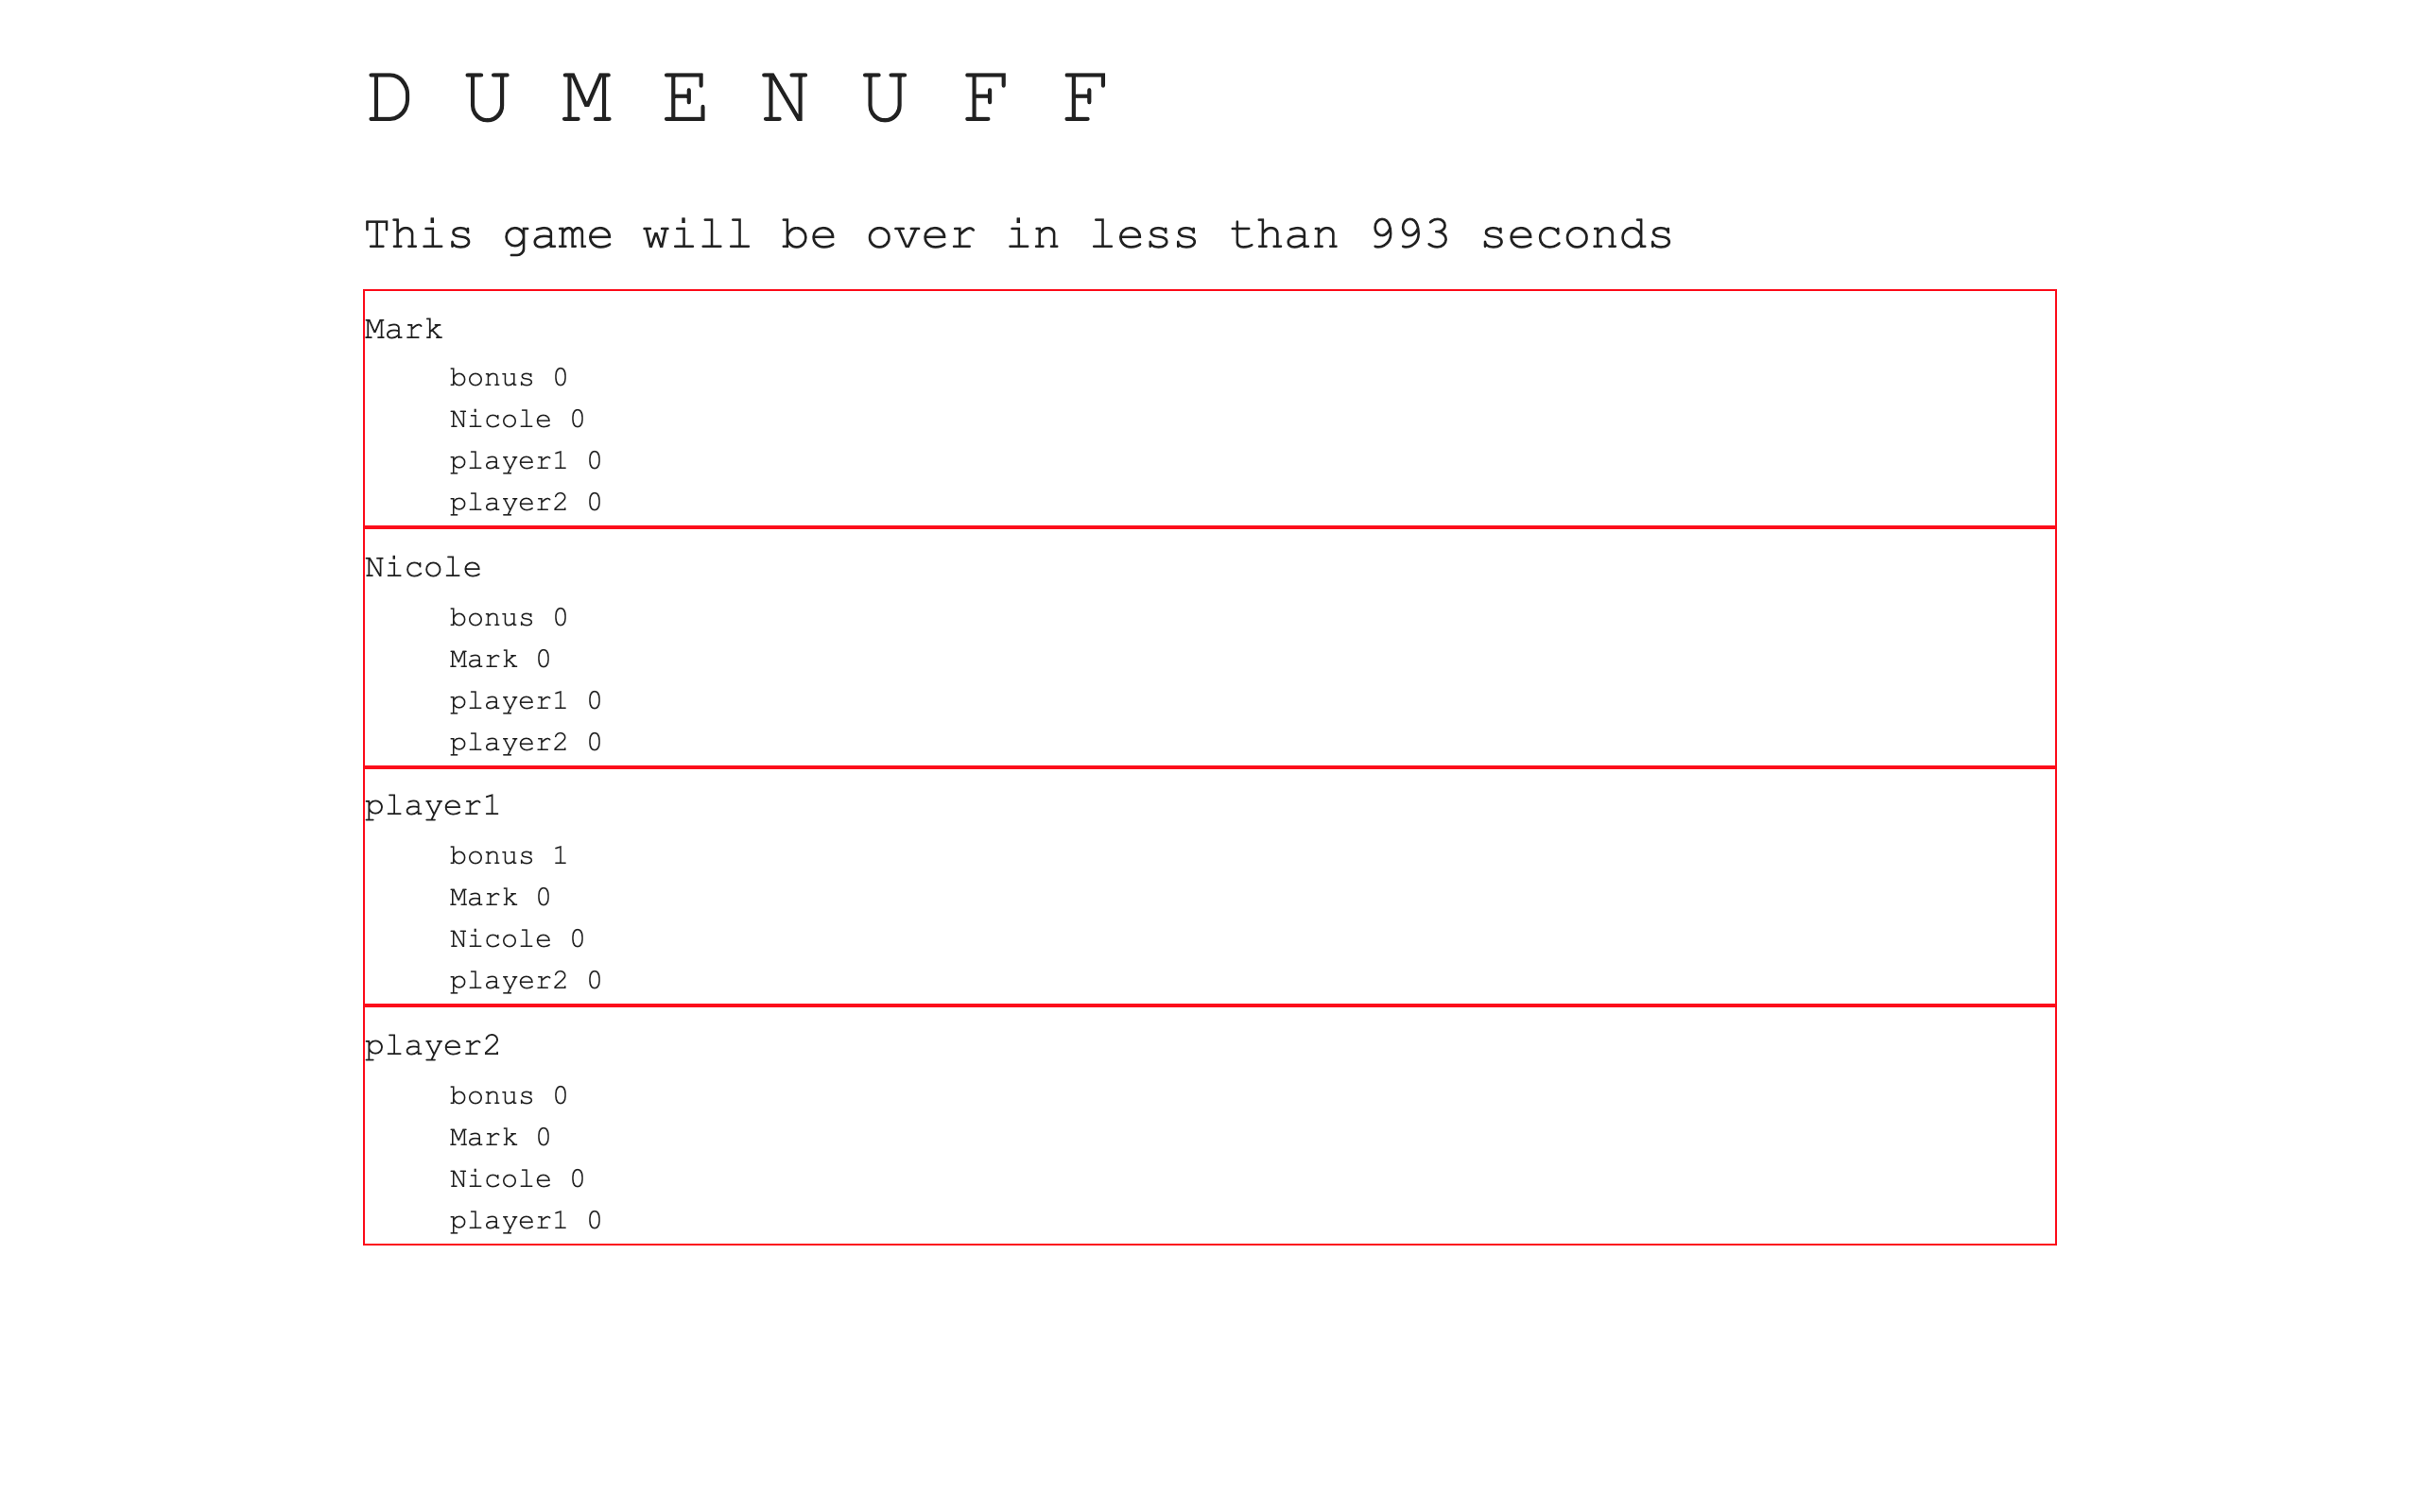 D U M E N U F F
This game will be over in less than 993 seconds
Mark
bonus 0
Nicole 0
player1 0
player2 0
Nicole
bonus 0
Mark 0
player1 0
player2 0
player1
bonus 1
Mark 0
Nicole 0
player2 0
player2
bonus 0
Mark 0
Nicole 0
player1 0